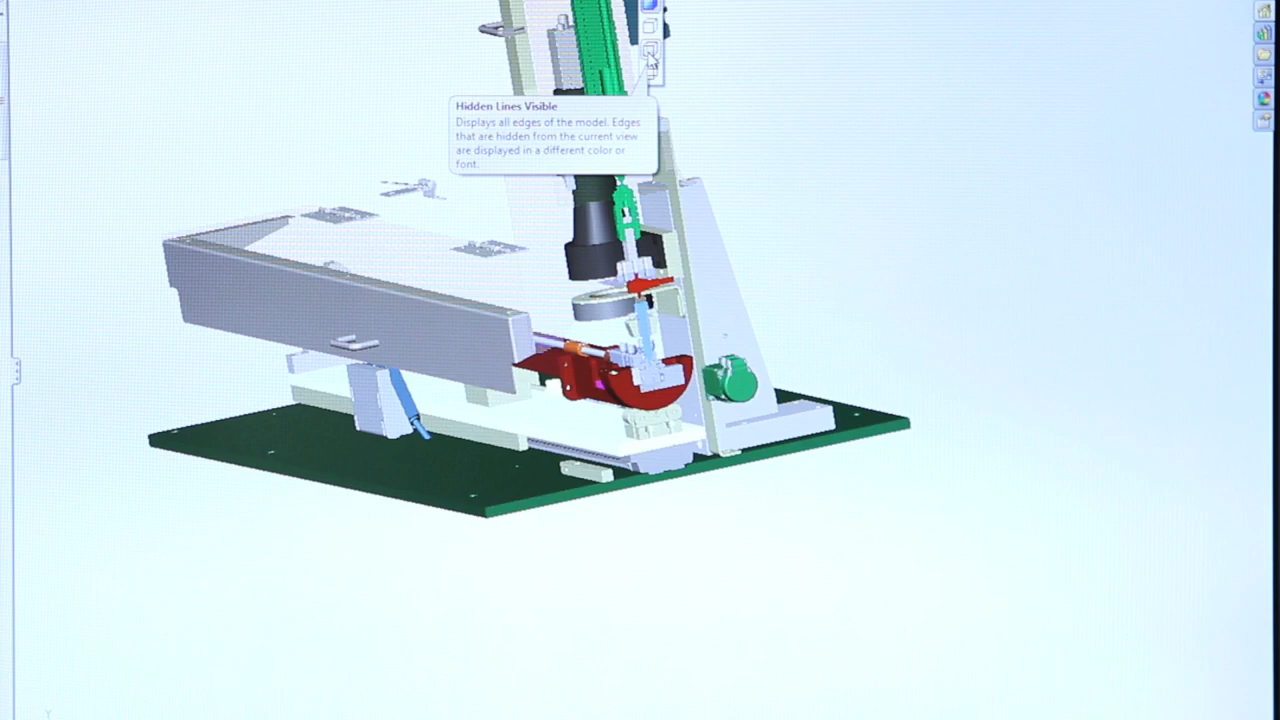 Hidden Lines Visible
Displays all edges of the model. Edges
that are hidden from the current view
are displayed in a different color or
font.